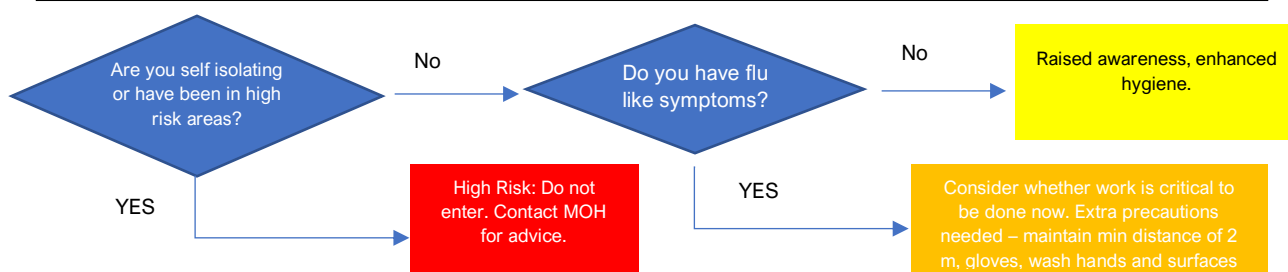 Are you self isolating
or have been in high
risk areas?
No
Do you have flu
like symptoms?
No
Raised awareness, enhanced
hygiene.
YES
High Risk: Do not
enter. Contact MOH
for advice.
YES
Consider whether work is critical to
be done now. Extra precautions
needed – maintain min distance of 2
m, gloves, wash hands and surfaces